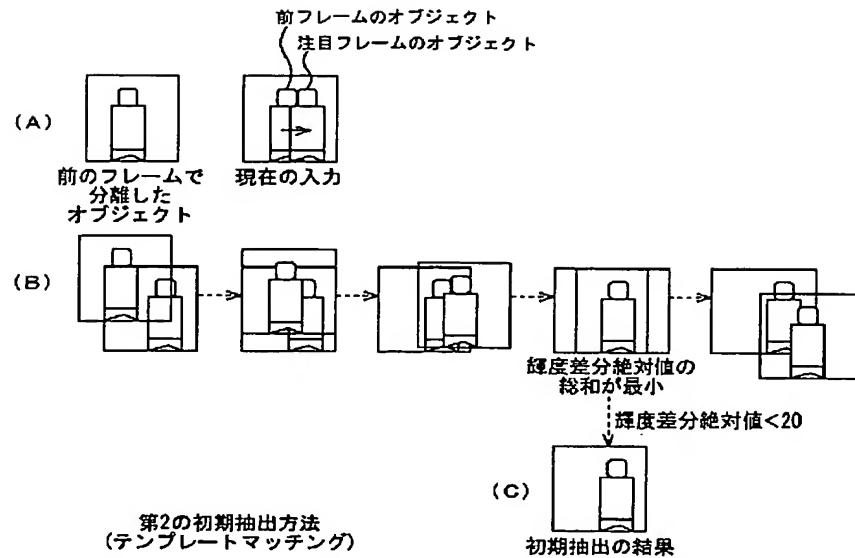 前フレームのオブジェクト
注目フレームのオブジェクト
(A)
前のフレームで
分離した
オブジェクト
現在の入力
(B)
輝度差分絶対値の
総和が最小
輝度差分絶対値<20
(C)
初期抽出の結果
第2の初期抽出方法
(テンプレートマッチング)